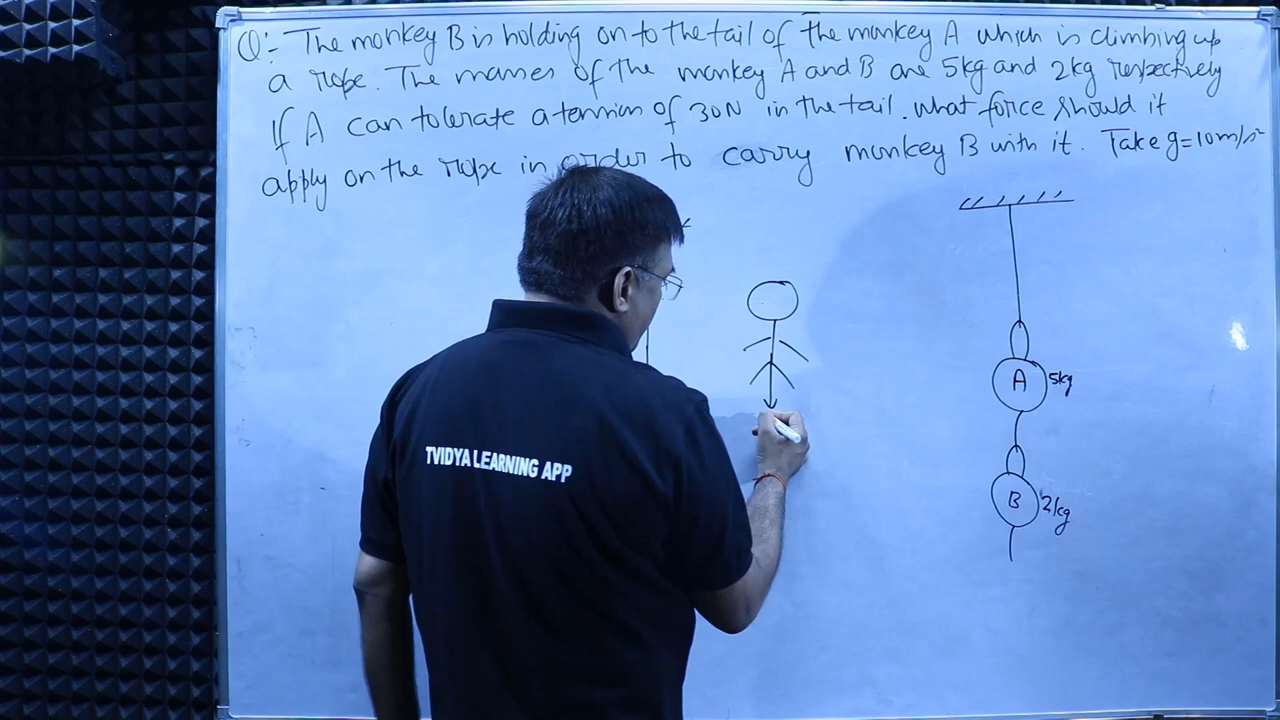 Q:- The monkey B is holding on to the tail of the monkey A which is climbing up
a rope. The masses of the monkey A and B are 5kg and 2kg respectively
If A can tolerate a tension of 30N in the tail. what force should it
apply on the rope in order to carry monkey B with it. Take g=10m/s²
A 5kg
B 2kg
TVIDYA LEARNING APP